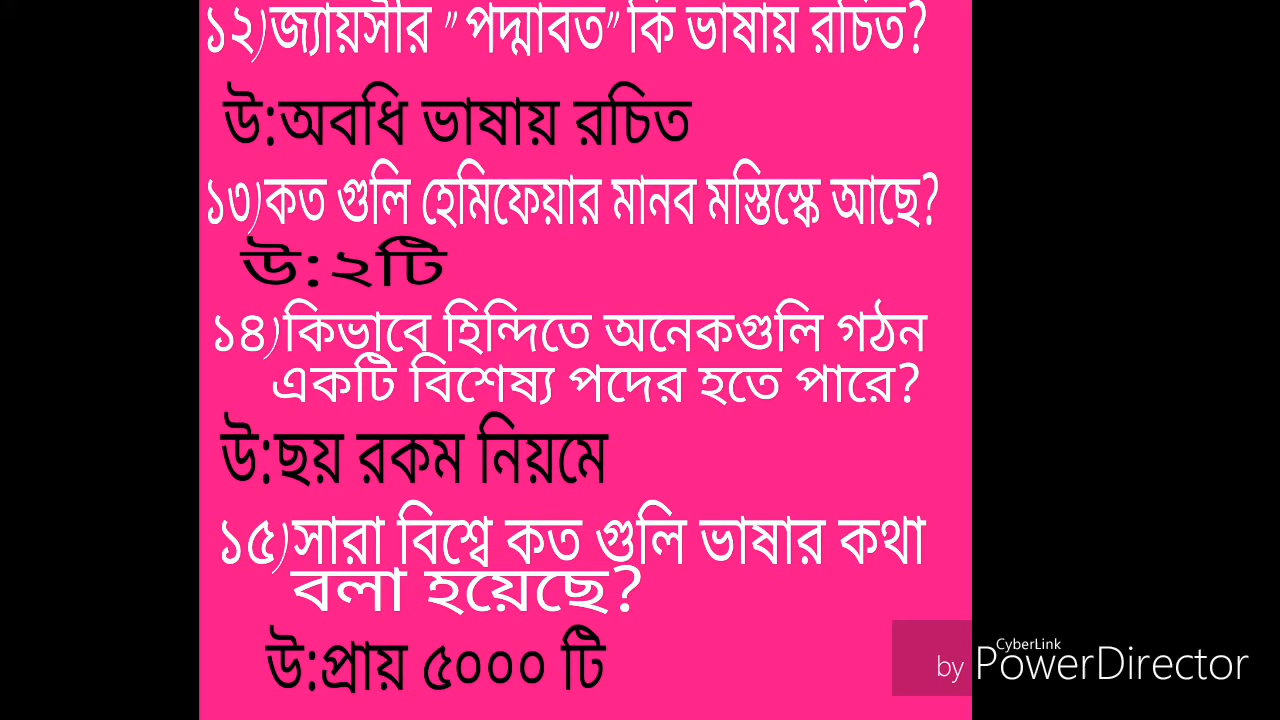 ১২)জ্যায়সীর "পদ্মাবত" কি ভাষায় রচিত?
উ:অবধি ভাষায় রচিত
১৩)কত গুলি হেমিফেয়ার মানব মস্তিস্কে আছে?
উ:২টি
১৪)কিভাবে হিন্দিতে অনেকগুলি গঠন
একটি বিশেষ্য পদের হতে পারে?
উ:ছয় রকম নিয়মে
১৫)সারা বিশ্বে কত গুলি ভাষার কথা
বলা হয়েছে?
উ:প্রায় ৫০০০ টি
CyberLink
by PowerDirector